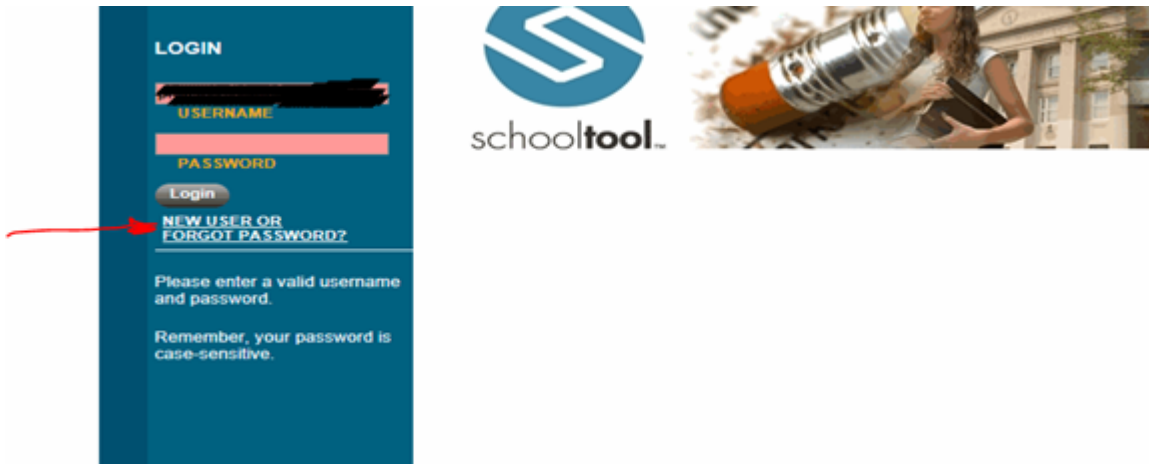 LOGIN
USERNAME
PASSWORD
Login
NEW USER OR
FORGOT PASSWORD?
Please enter a valid username
and password.
Remember, your password is
case-sensitive.
schooltool™